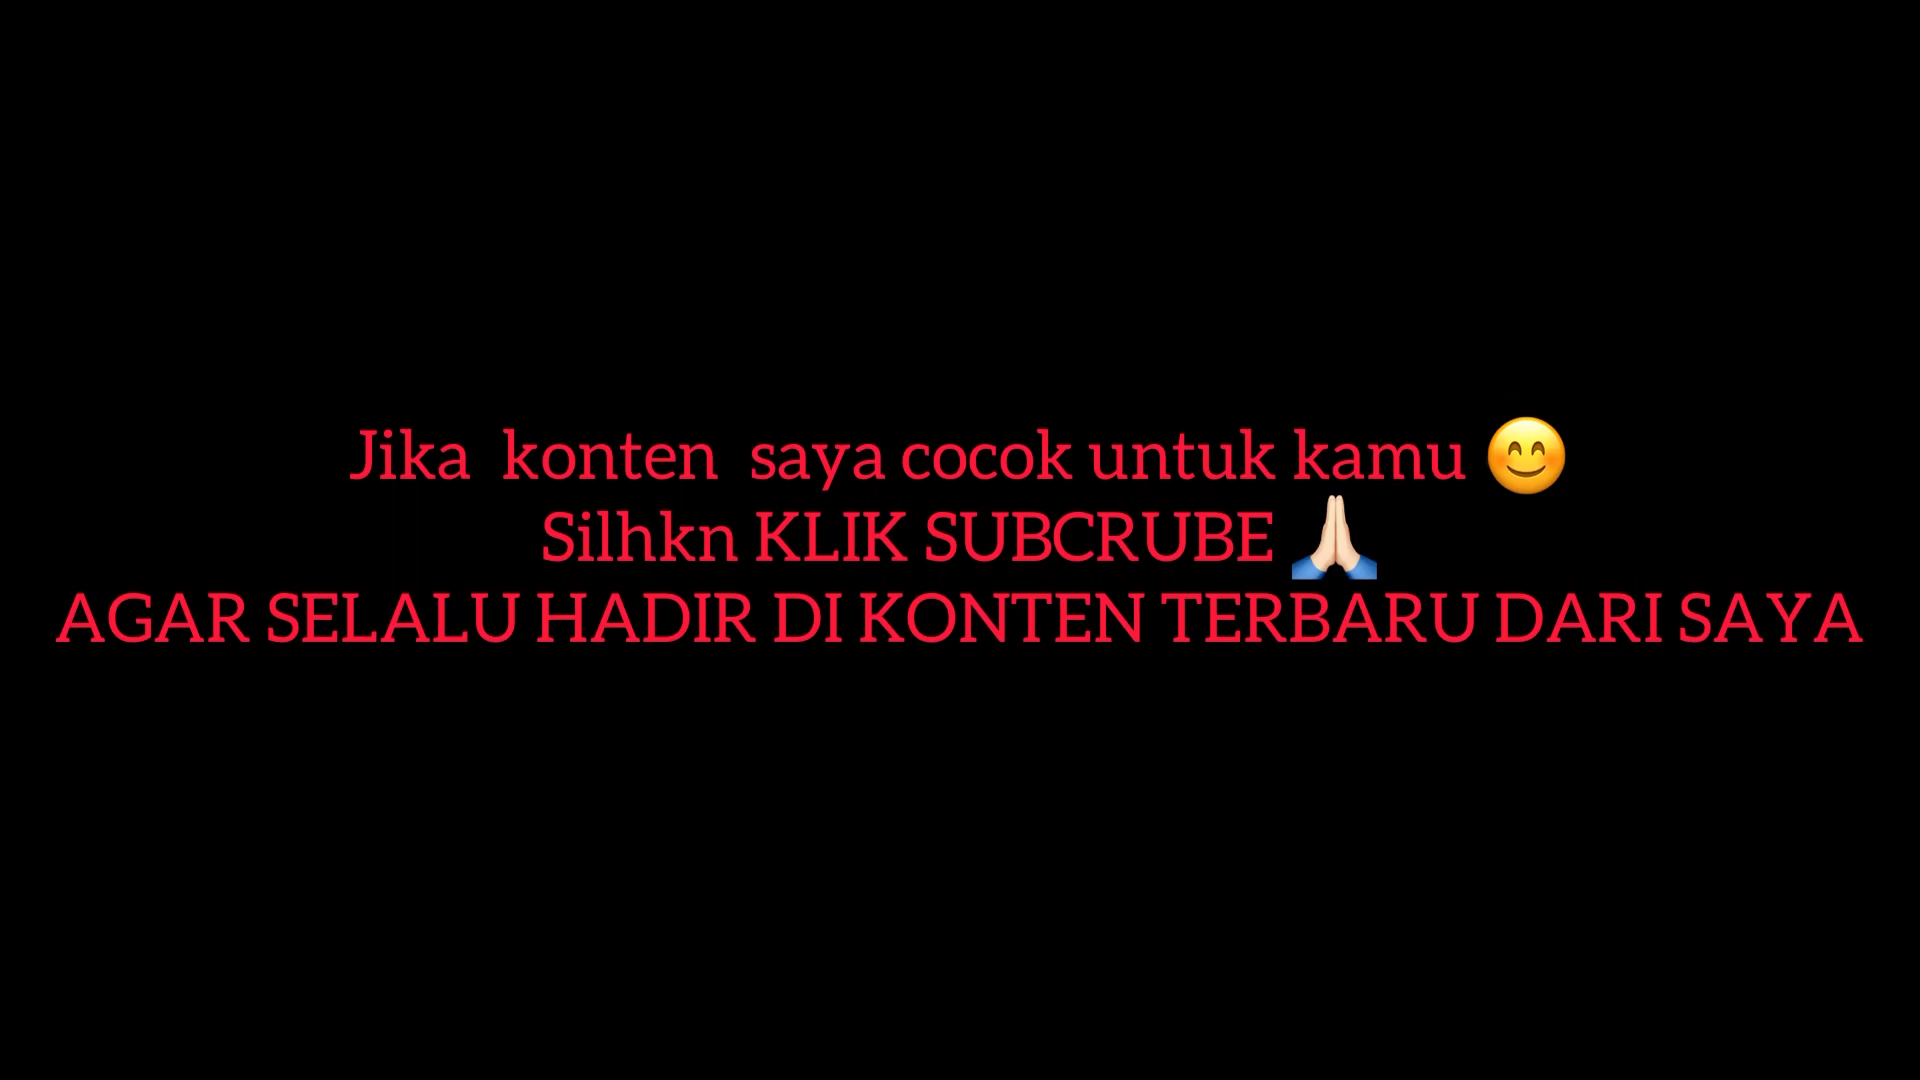 Jika  konten  saya cocok untuk kamu 😊
Silhkn KLIK SUBCRUBE 🙏🏻
AGAR SELALU HADIR DI KONTEN TERBARU DARI SAYA